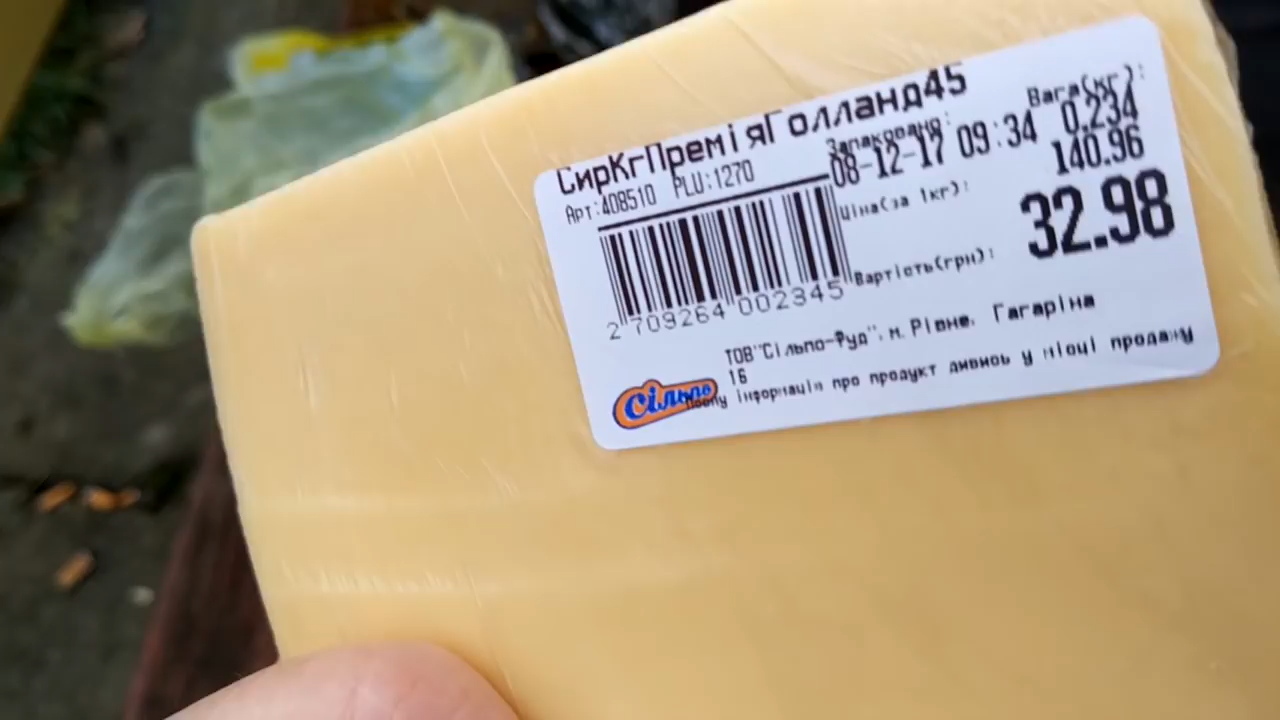 СирКгПреміяГолланд45
Арт:408510 PLU:1270
Запаковано:
08-12-17 09:34
Вага(кг):
0.234
Ціна(за 1кг):
140.96
Вартість(грн):
32.98
2 709264 002345
ТОВ"Сільпо-Фуд". м. Рівне. Гагаріна
16
Сільпо
Повну інформацію про продукт дивись у місці продажу